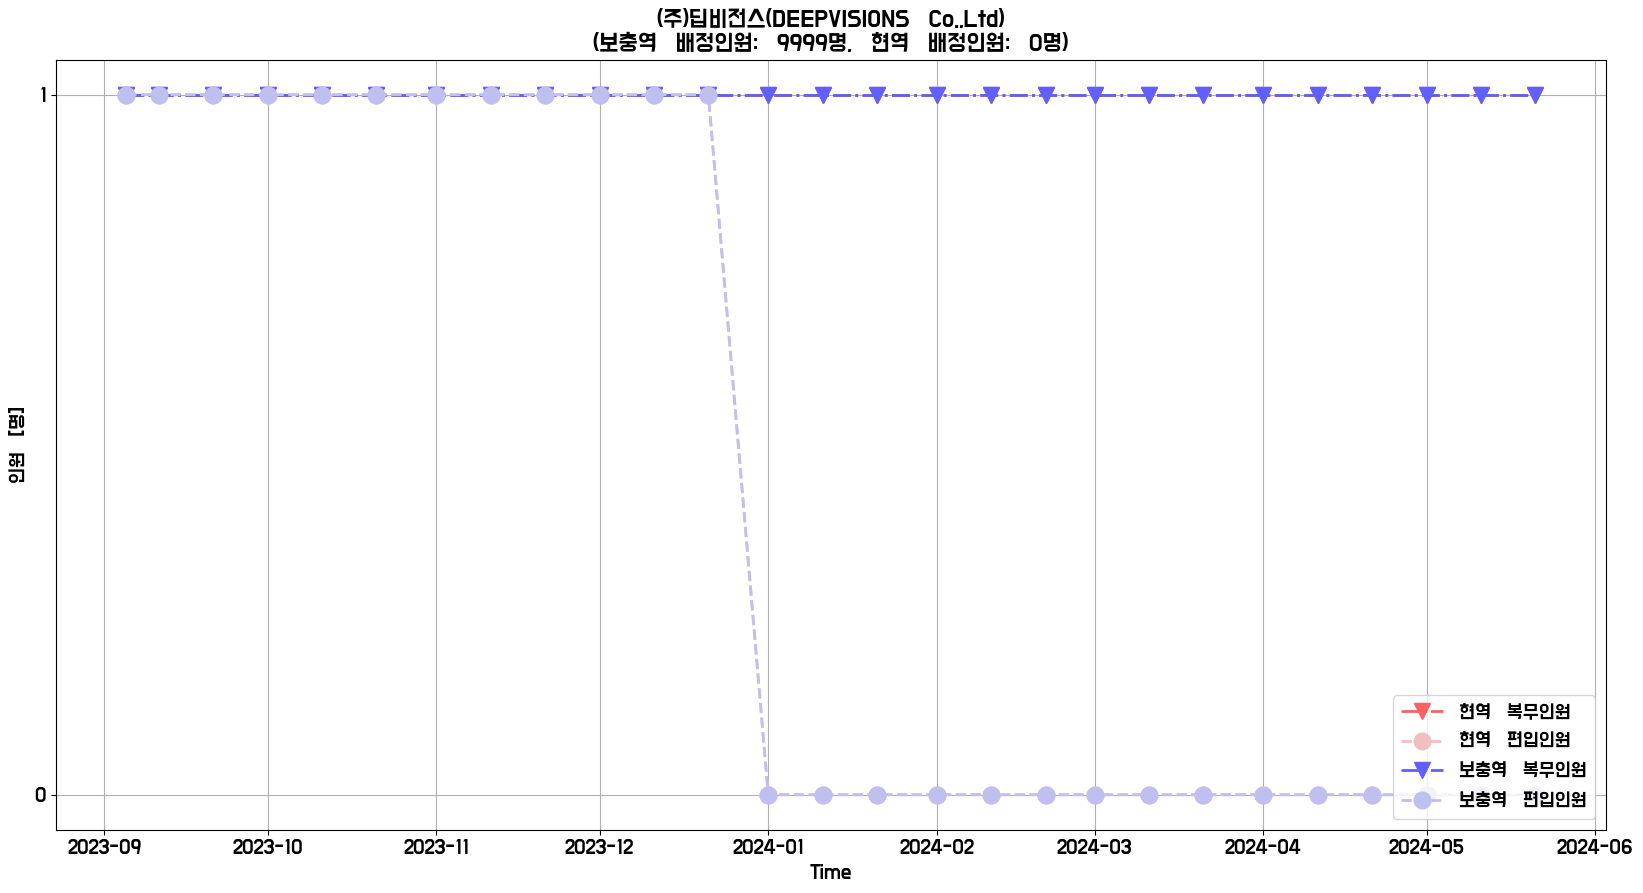 (주)딥비전스(DEEPVISIONS Co.,Ltd)
(보충역 배정인원: 9999명, 현역 배정인원: 0명)
1
인원 [명]
0
현역 복무인원
현역 편입인원
보충역 복무인원
보충역 편입인원
2023-09 2023-10 2023-11 2023-12 2024-01 2024-02 2024-03 2024-04 2024-05 2024-06
Time